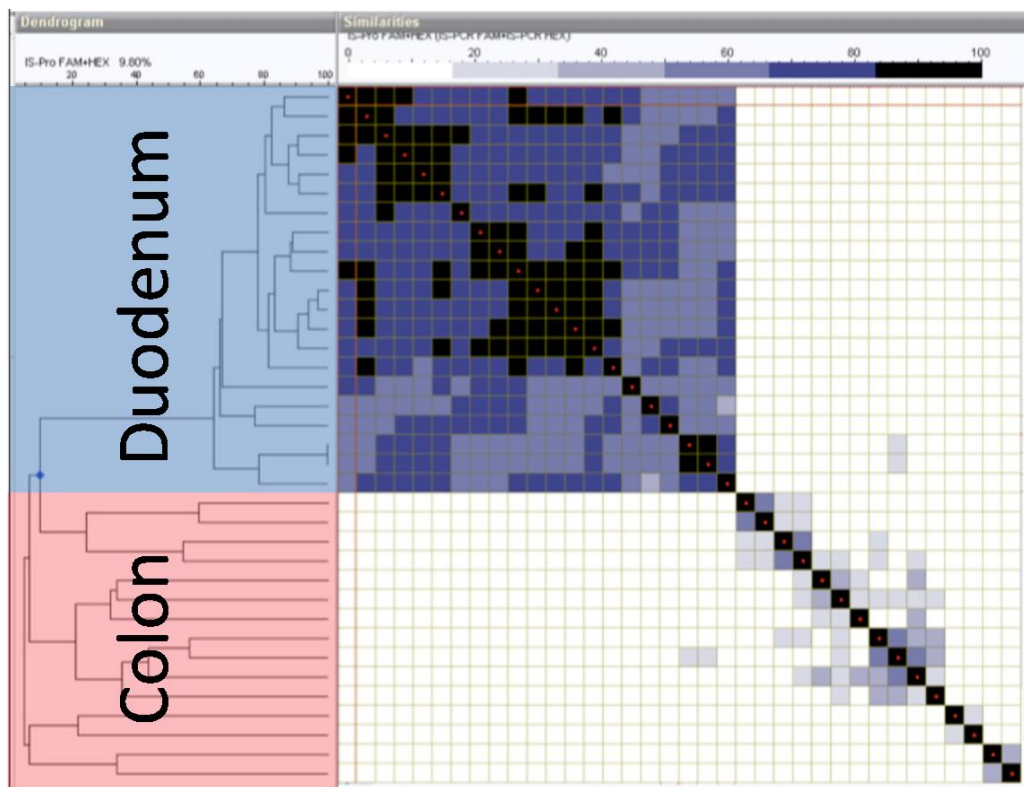 Dendrogram
Similarities
IS-Pro FAM+HEX (IS-PCR FAM+IS-PCR HEX)
IS-Pro FAM+HEX 9.80%
0 20 40 60 80 100
20 40 60 80 100
Duodenum
Colon